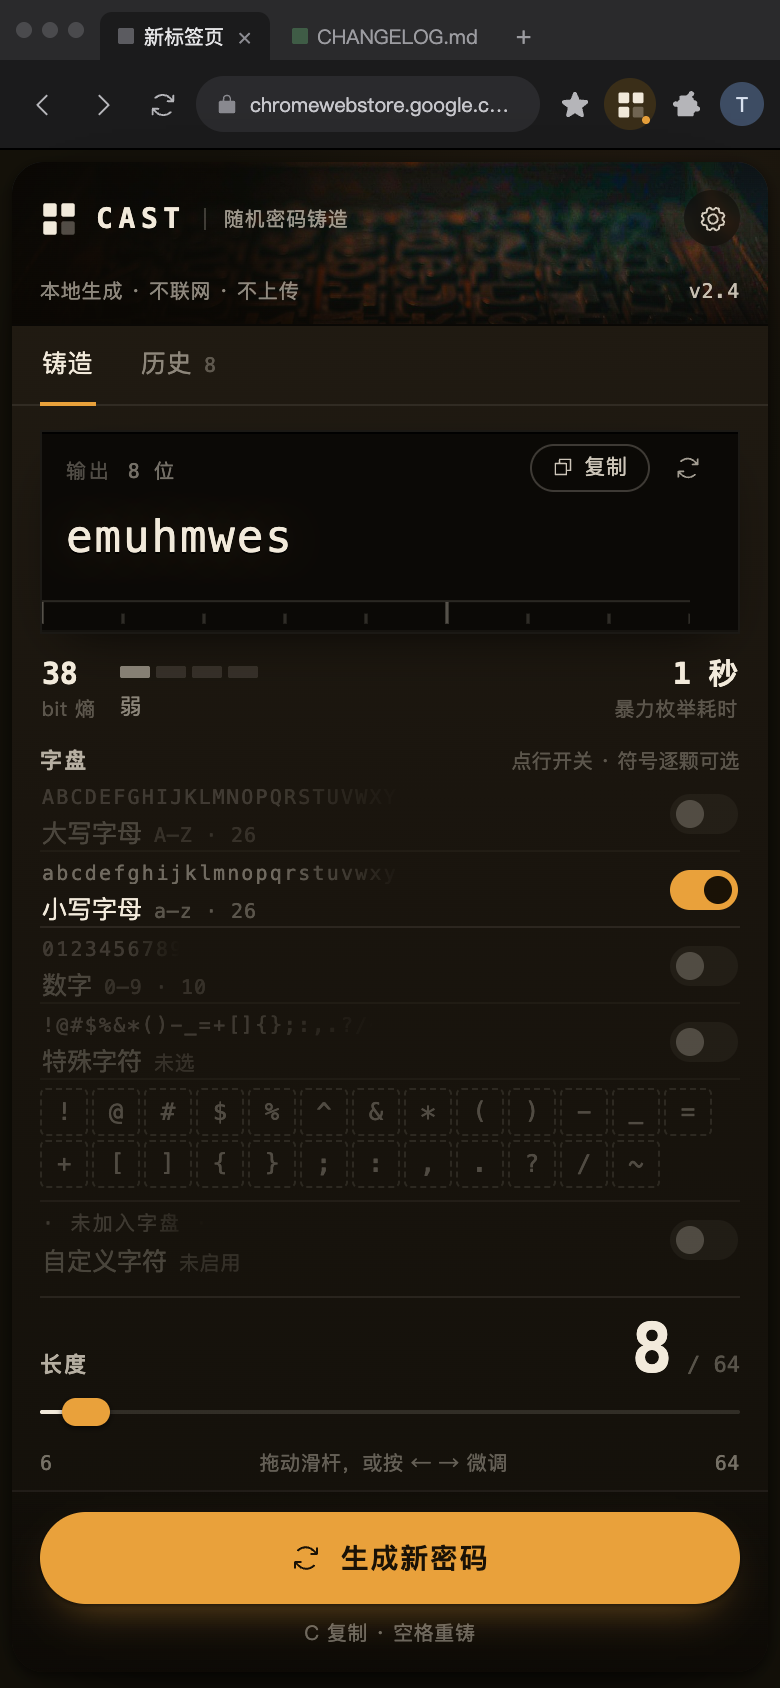 新标签页
CHANGELOG.md
chromewebstore.google.c...
T
CAST
随机密码铸造
本地生成 · 不联网 · 不上传
v2.4
铸造
历史 8
输出 8 位
复制
emuhmwes
38
bit 熵
弱
1 秒
暴力枚举耗时
字盘
点行开关 · 符号逐颗可选
ABCDEFGHIJKLMNOPQRSTUVWXY
大写字母 A–Z · 26
abcdefghijklmnopqrstuvwxy
小写字母 a–z · 26
0123456789
数字 0–9 · 10
!@#$%&*()-_=+[]{};:,.?/
特殊字符 未选
! @ # $ % ^ & * ( ) - _ =
+ [ ] { } ; : , . ? / ~
· 未加入字盘
自定义字符 未启用
长度
8 / 64
6
拖动滑杆，或按 ← → 微调
64
生成新密码
C 复制 · 空格重铸